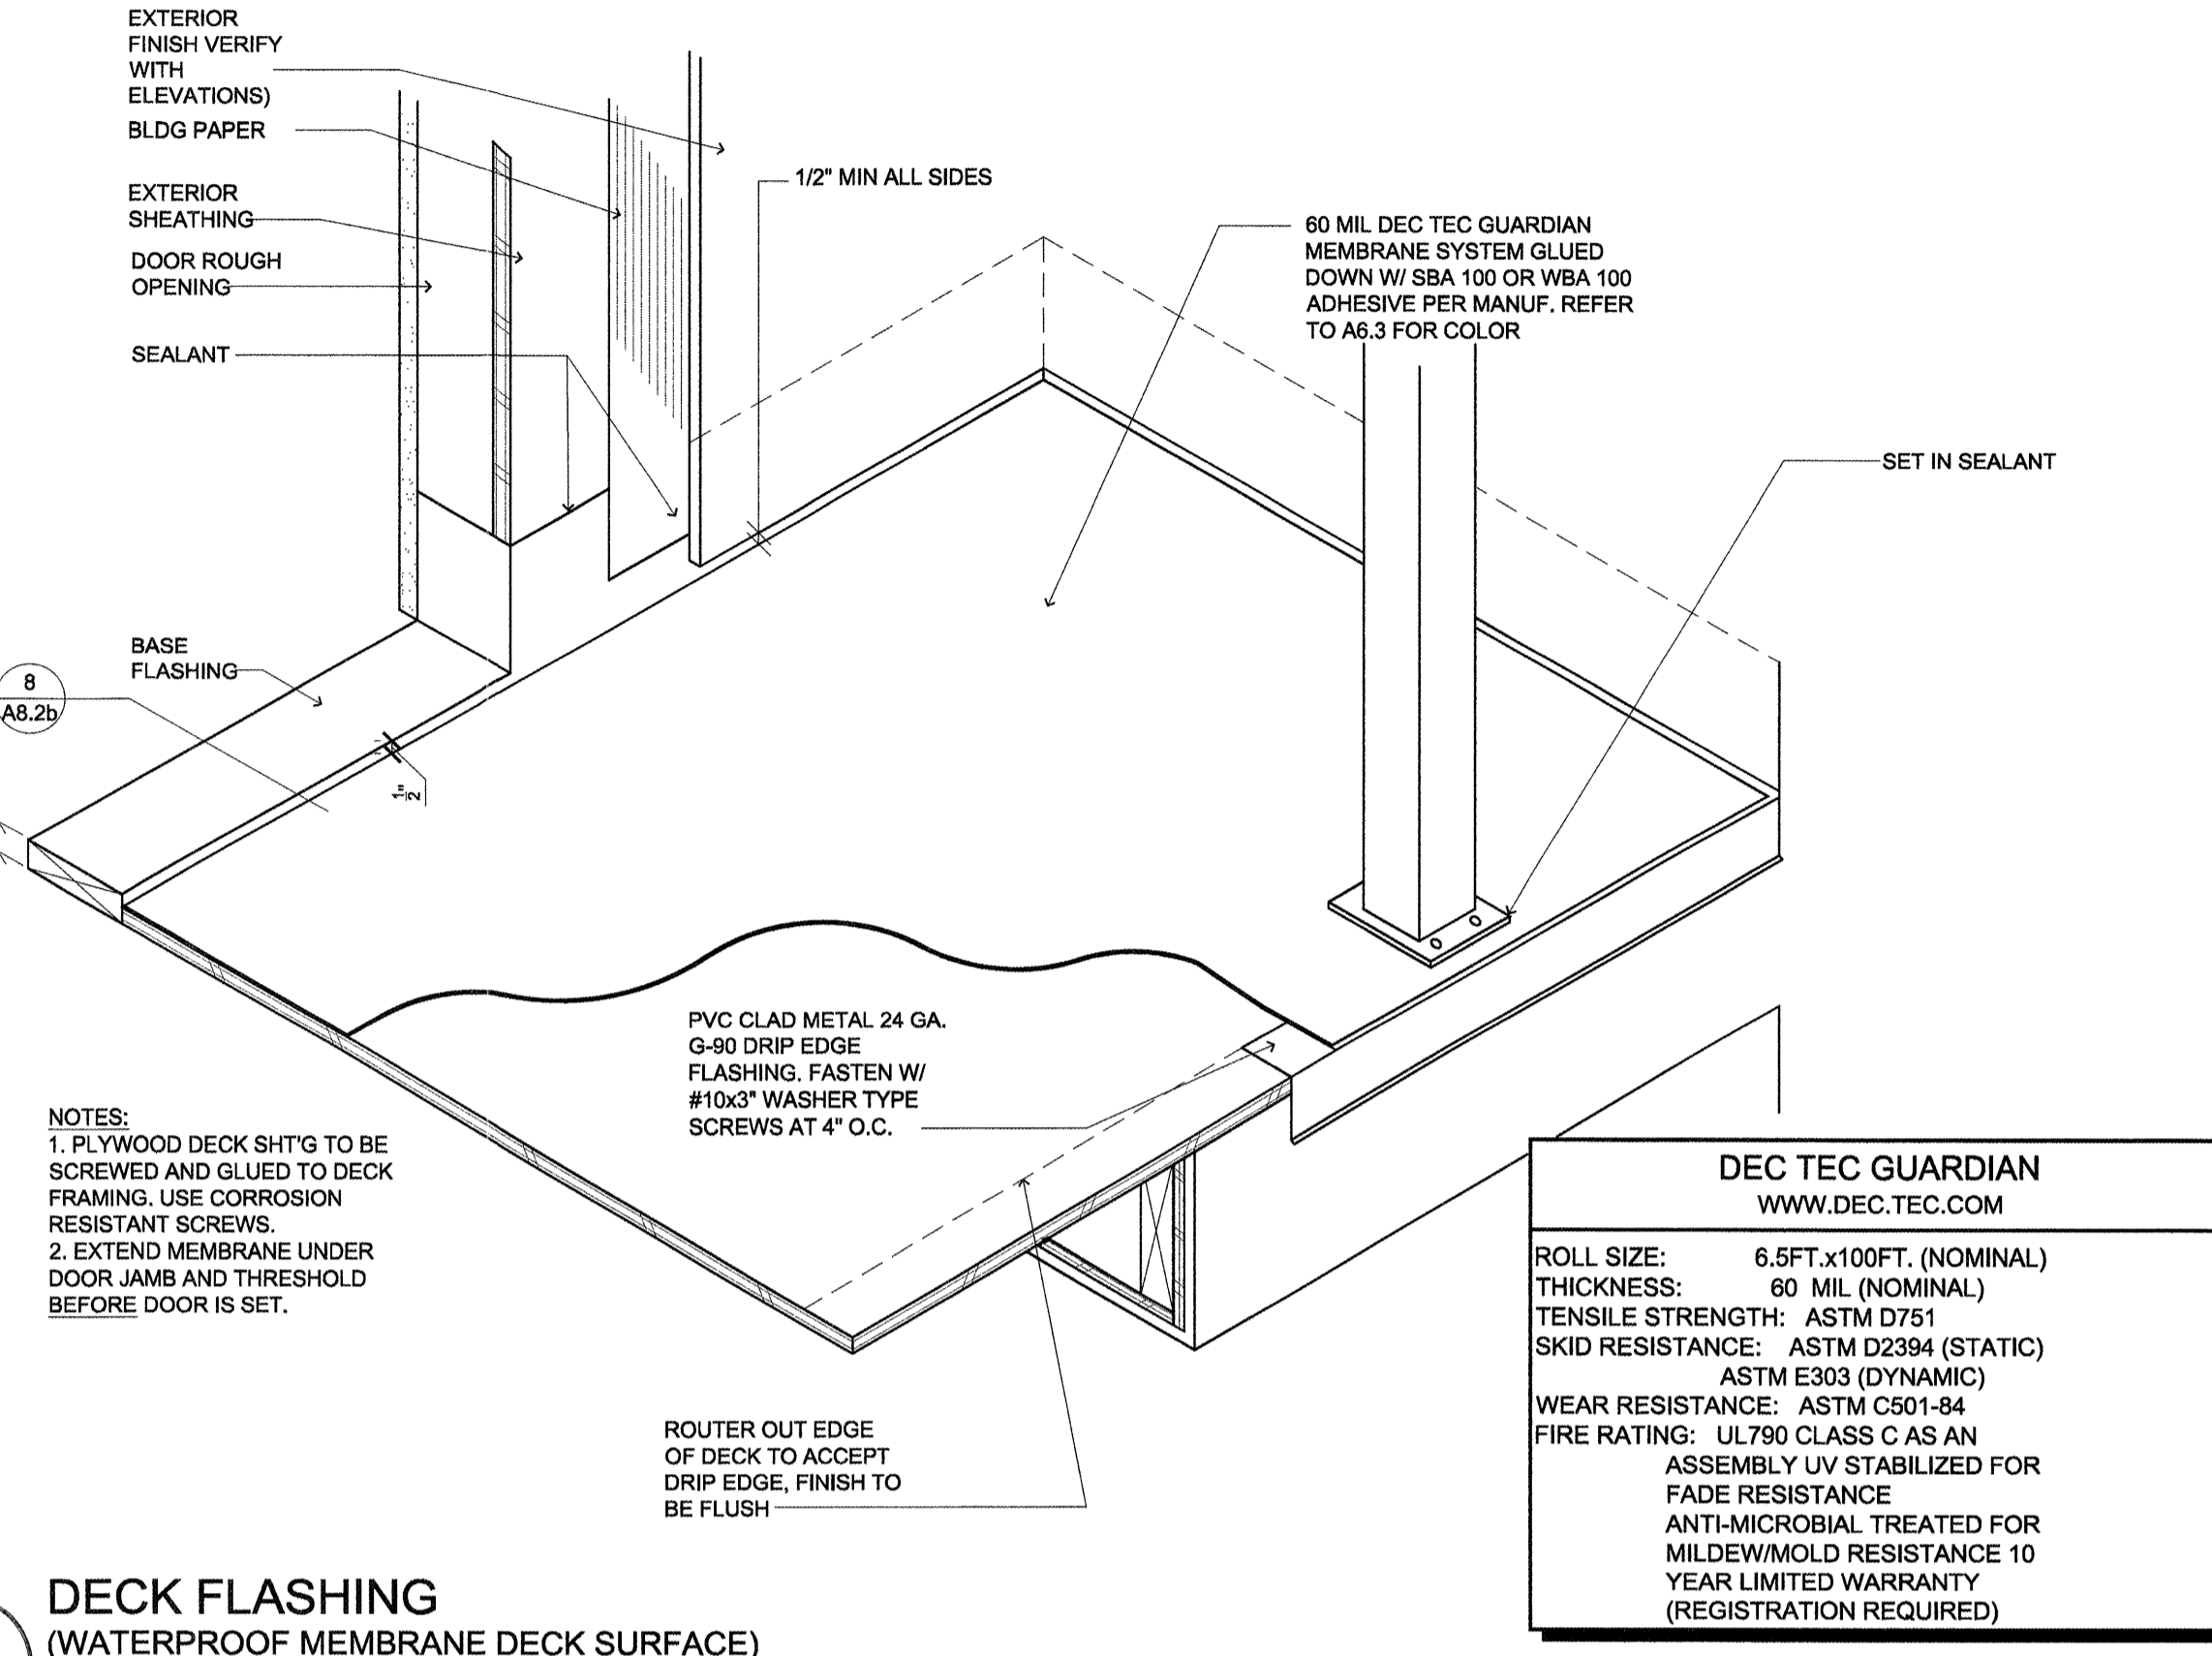 EXTERIOR
FINISH VERIFY
WITH
ELEVATIONS)
BLDG PAPER
EXTERIOR
SHEATHING
DOOR ROUGH
OPENING
SEALANT
1/2" MIN ALL SIDES
60 MIL DEC TEC GUARDIAN
MEMBRANE SYSTEM GLUED
DOWN W/ SBA 100 OR WBA 100
ADHESIVE PER MANUF. REFER
TO A6.3 FOR COLOR
SET IN SEALANT
BASE
FLASHING
8
A8.2b
1"
2
PVC CLAD METAL 24 GA.
G-90 DRIP EDGE
FLASHING. FASTEN W/
#10x3" WASHER TYPE
SCREWS AT 4" O.C.
NOTES:
1. PLYWOOD DECK SHT'G TO BE
SCREWED AND GLUED TO DECK
FRAMING. USE CORROSION
RESISTANT SCREWS.
2. EXTEND MEMBRANE UNDER
DOOR JAMB AND THRESHOLD
BEFORE DOOR IS SET.
ROUTER OUT EDGE
OF DECK TO ACCEPT
DRIP EDGE, FINISH TO
BE FLUSH
DEC TEC GUARDIAN
WWW.DEC.TEC.COM
ROLL SIZE: 6.5FT.x100FT. (NOMINAL)
THICKNESS: 60 MIL (NOMINAL)
TENSILE STRENGTH: ASTM D751
SKID RESISTANCE: ASTM D2394 (STATIC)
ASTM E303 (DYNAMIC)
WEAR RESISTANCE: ASTM C501-84
FIRE RATING: UL790 CLASS C AS AN
ASSEMBLY UV STABILIZED FOR
FADE RESISTANCE
ANTI-MICROBIAL TREATED FOR
MILDEW/MOLD RESISTANCE 10
YEAR LIMITED WARRANTY
(REGISTRATION REQUIRED)
DECK FLASHING
(WATERPROOF MEMBRANE DECK SURFACE)